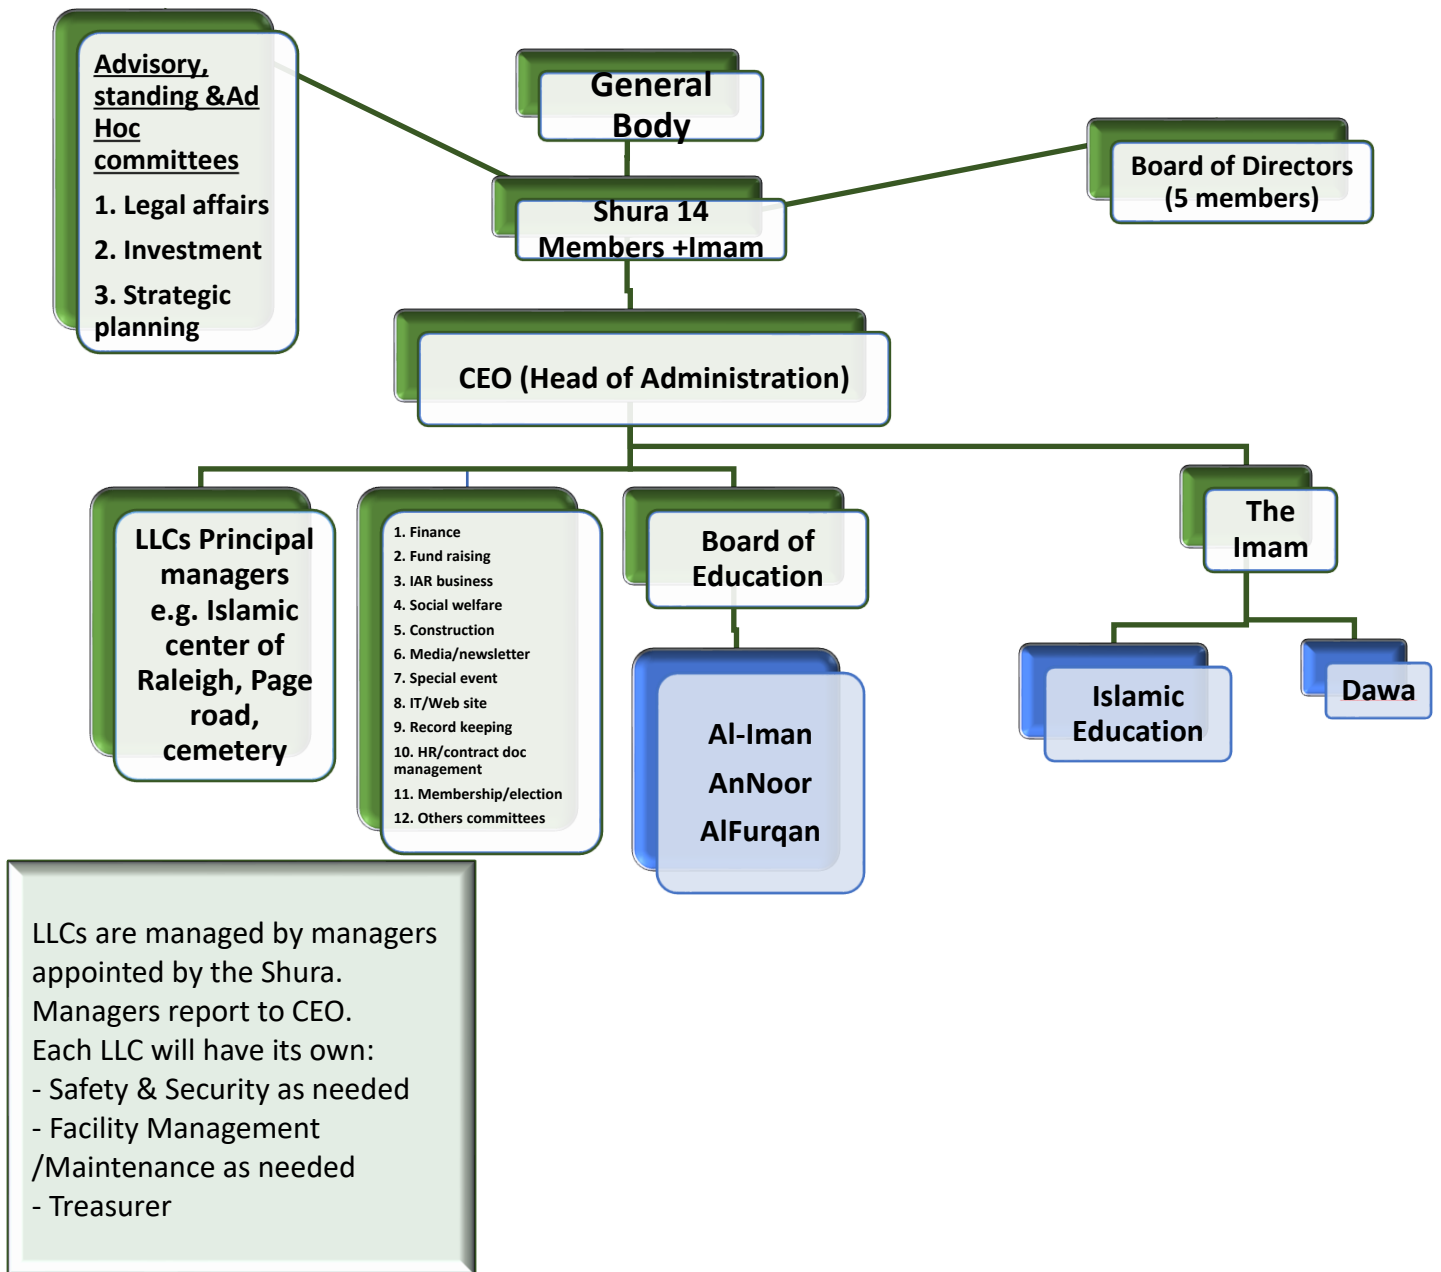 Advisory,
standing &Ad
Hoc
committees
1. Legal affairs
2. Investment
3. Strategic
planning
General
Body
Board of Directors
(5 members)
Shura 14
Members +Imam
CEO (Head of Administration)
LLCs Principal
managers
e.g. Islamic
center of
Raleigh, Page
road,
cemetery
1. Finance
2. Fund raising
3. IAR business
4. Social welfare
5. Construction
6. Media/newsletter
7. Special event
8. IT/Web site
9. Record keeping
10. HR/contract doc
management
11. Membership/election
12. Others committees
Board of
Education
The
Imam
Al-Iman
AnNoor
AlFurqan
Islamic
Education
Dawa
LLCs are managed by managers
appointed by the Shura.
Managers report to CEO.
Each LLC will have its own:
- Safety & Security as needed
- Facility Management
/Maintenance as needed
- Treasurer